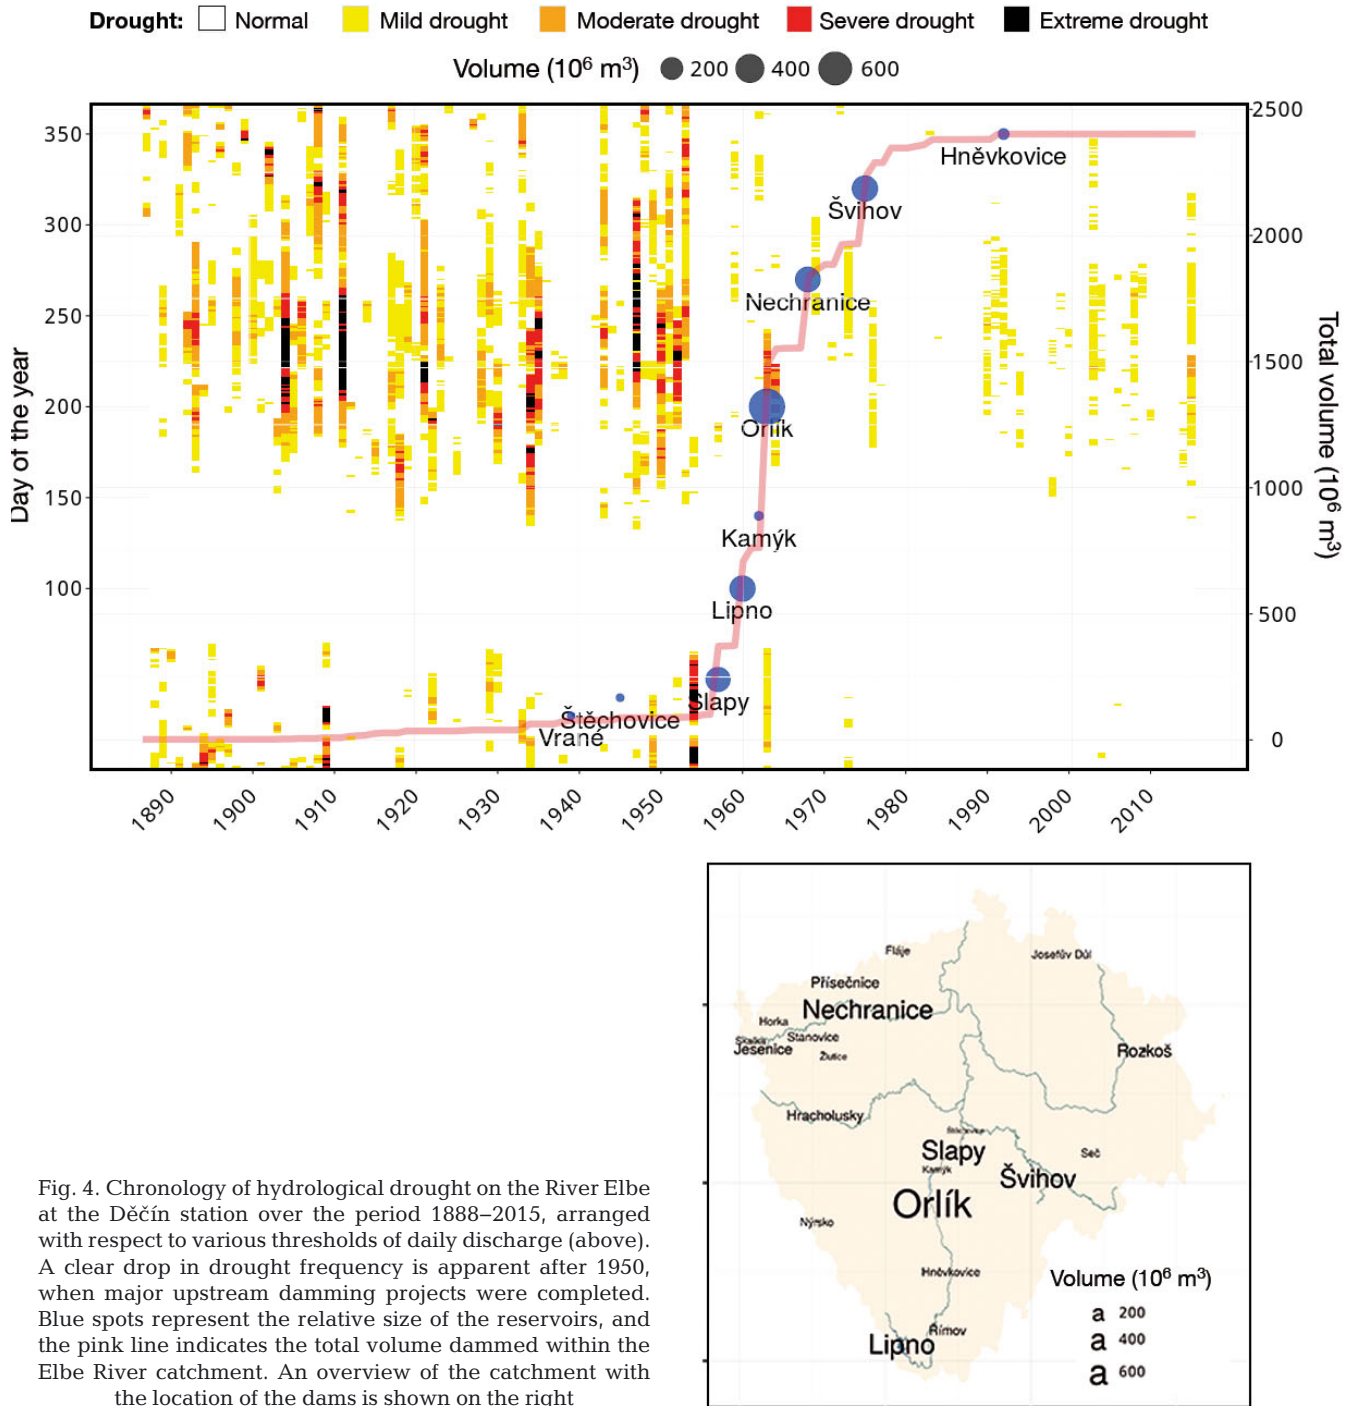 Drought: Normal Mild drought Moderate drought Severe drought Extreme drought
Volume (10⁶ m³) 200 400 600
Day of the year
350
300
250
200
150
100
2500
2000
1500
1000
500
0
Total volume (10⁶ m³)
Hněvkovice
Švihov
Nechranice
Orlík
Kamýk
Lipno
Slapy
Štěchovice
Vrané
1890 1900 1910 1920 1930 1940 1950 1960 1970 1980 1990 2000 2010
Fláje
Josefův Důl
Přísečnice
Nechranice
Horka
Stanovice
Skalka
Jesenice
Žlutice
Rozkoš
Hracholusky
Štěchovice
Slapy
Seč
Kamýk
Švihov
Orlík
Nýrsko
Hněvkovice
Římov
Lipno
Volume (10⁶ m³)
a 200
a 400
a 600
Fig. 4. Chronology of hydrological drought on the River Elbe
at the Děčín station over the period 1888–2015, arranged
with respect to various thresholds of daily discharge (above).
A clear drop in drought frequency is apparent after 1950,
when major upstream damming projects were completed.
Blue spots represent the relative size of the reservoirs, and
the pink line indicates the total volume dammed within the
Elbe River catchment. An overview of the catchment with
the location of the dams is shown on the right